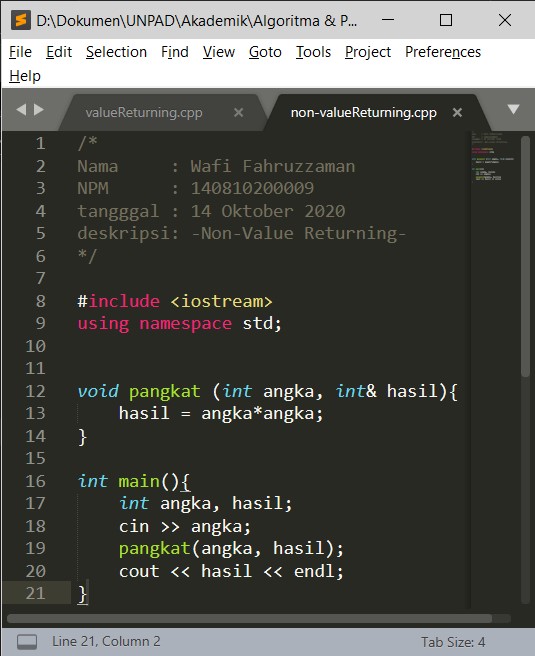 D:\Dokumen\UNPAD\Akademik\Algoritma & P...
File Edit Selection Find View Goto Tools Project Preferences
Help
valueReturning.cpp × non-valueReturning.cpp ×
1 /*
2 Nama     : Wafi Fahruzzaman
3 NPM      : 140810200009
4 tangggal : 14 Oktober 2020
5 deskripsi: -Non-Value Returning-
6 */
7
8 #include <iostream>
9 using namespace std;
10
11
12 void pangkat (int angka, int& hasil){
13     hasil = angka*angka;
14 }
15
16 int main(){
17     int angka, hasil;
18     cin >> angka;
19     pangkat(angka, hasil);
20     cout << hasil << endl;
21 }
Line 21, Column 2 Tab Size: 4